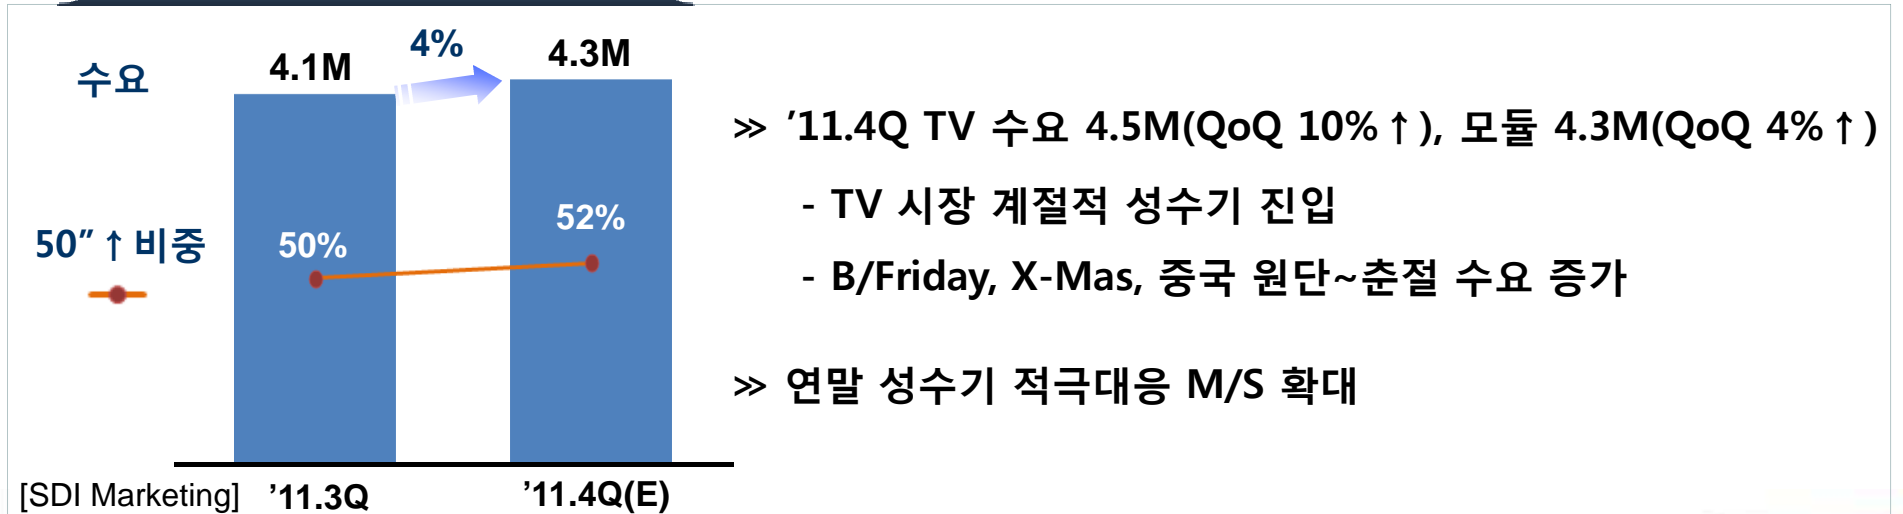 수요
4.1M
4%
4.3M
50” ↑ 비중
50%
52%
[SDI Marketing]
’11.3Q
’11.4Q(E)
≫ ’11.4Q TV 수요 4.5M(QoQ 10%↑), 모듈 4.3M(QoQ 4%↑)
- TV 시장 계절적 성수기 진입
- B/Friday, X-Mas, 중국 원단~춘절 수요 증가
≫ 연말 성수기 적극대응 M/S 확대